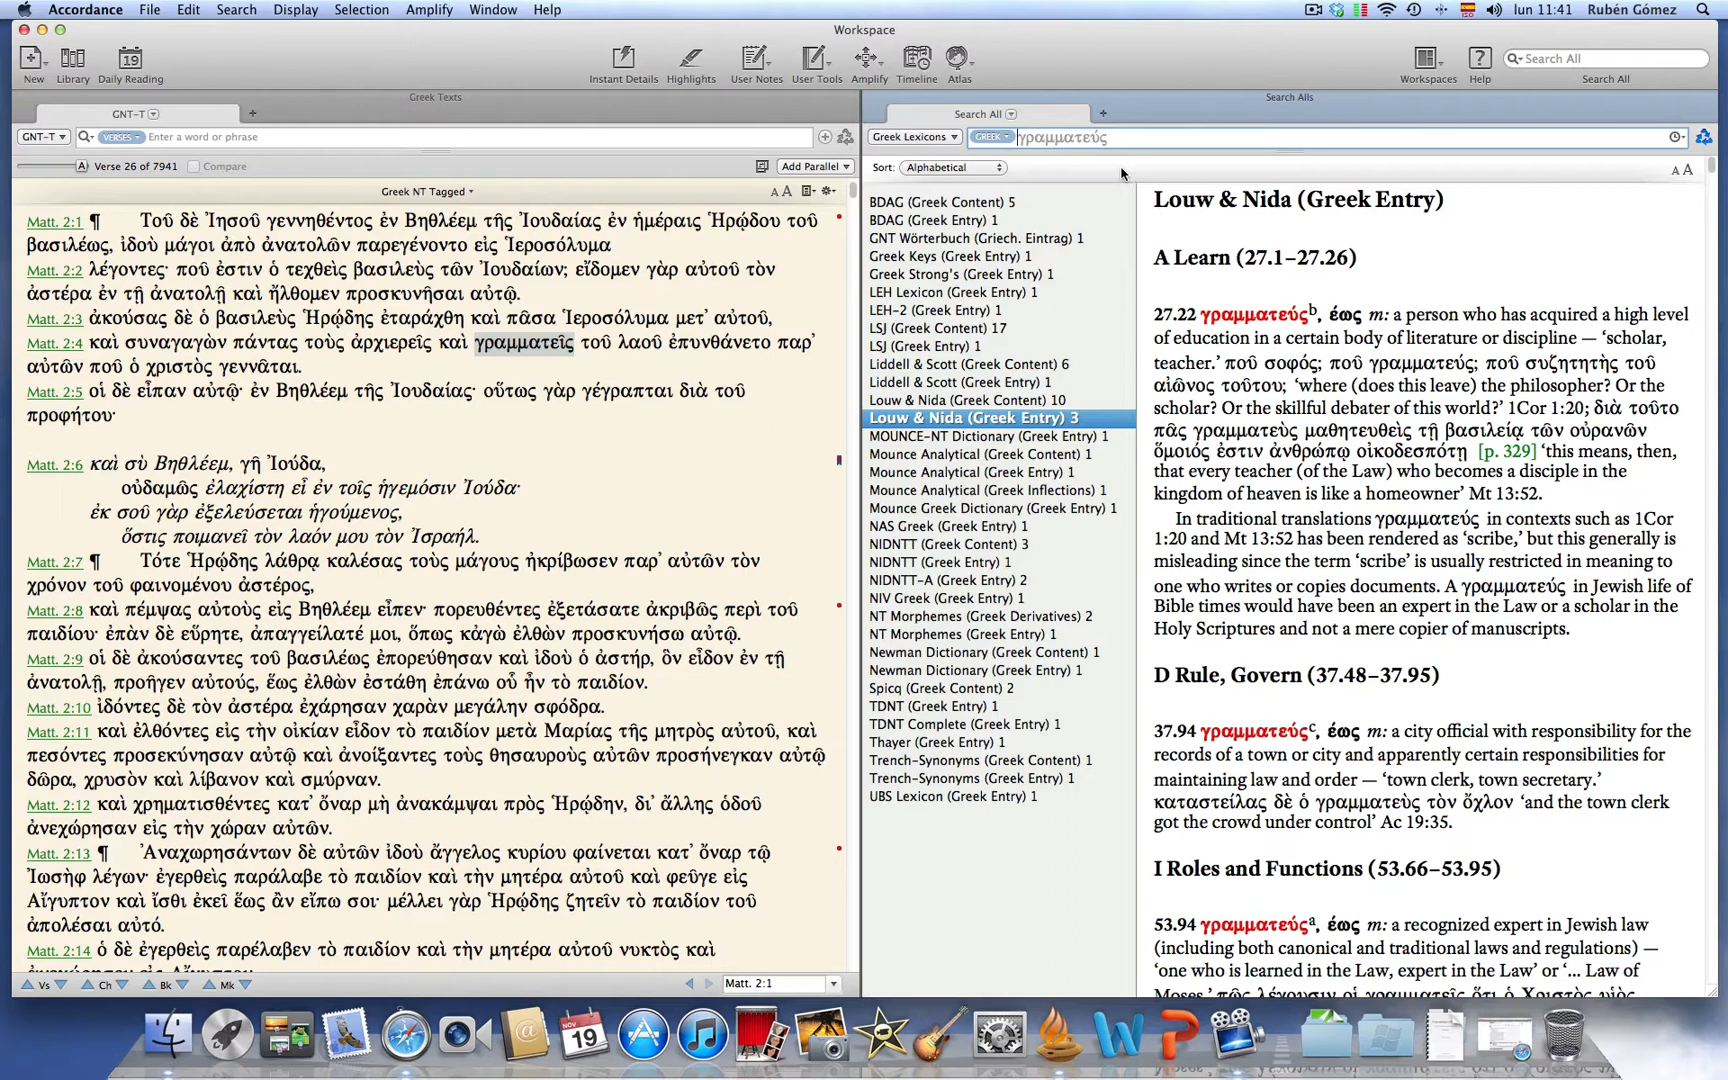 Accordance File Edit Search Display Selection Amplify Window Help
ISO lun 11:41 Rubén Gómez
Workspace
19
New Library Daily Reading Instant Details Highlights User Notes User Tools Amplify Timeline Atlas Workspaces Help Search All
Search All
Greek Texts
GNT-T
GNT-T VERSES Enter a word or phrase
A Verse 26 of 7941 Compare Add Parallel
Greek NT Tagged A A
Matt. 2:1 ¶ Τοῦ δὲ Ἰησοῦ γεννηθέντος ἐν Βηθλέεμ τῆς Ἰουδαίας ἐν ἡμέραις Ἡρῴδου τοῦ
βασιλέως, ἰδοὺ μάγοι ἀπὸ ἀνατολῶν παρεγένοντο εἰς Ἱεροσόλυμα
Matt. 2:2 λέγοντες· ποῦ ἐστιν ὁ τεχθεὶς βασιλεὺς τῶν Ἰουδαίων; εἴδομεν γὰρ αὐτοῦ τὸν
ἀστέρα ἐν τῇ ἀνατολῇ καὶ ἤλθομεν προσκυνῆσαι αὐτῷ.
Matt. 2:3 ἀκούσας δὲ ὁ βασιλεὺς Ἡρῴδης ἐταράχθη καὶ πᾶσα Ἱεροσόλυμα μετ’ αὐτοῦ,
Matt. 2:4 καὶ συναγαγὼν πάντας τοὺς ἀρχιερεῖς καὶ γραμματεῖς τοῦ λαοῦ ἐπυνθάνετο παρ’
αὐτῶν ποῦ ὁ χριστὸς γεννᾶται.
Matt. 2:5 οἱ δὲ εἶπαν αὐτῷ· ἐν Βηθλέεμ τῆς Ἰουδαίας· οὕτως γὰρ γέγραπται διὰ τοῦ
προφήτου·
Matt. 2:6 καὶ σὺ Βηθλέεμ, γῆ Ἰούδα,
οὐδαμῶς ἐλαχίστη εἶ ἐν τοῖς ἡγεμόσιν Ἰούδα·
ἐκ σοῦ γὰρ ἐξελεύσεται ἡγούμενος,
ὅστις ποιμανεῖ τὸν λαόν μου τὸν Ἰσραήλ.
Matt. 2:7 ¶ Τότε Ἡρῴδης λάθρᾳ καλέσας τοὺς μάγους ἠκρίβωσεν παρ’ αὐτῶν τὸν
χρόνον τοῦ φαινομένου ἀστέρος,
Matt. 2:8 καὶ πέμψας αὐτοὺς εἰς Βηθλέεμ εἶπεν· πορευθέντες ἐξετάσατε ἀκριβῶς περὶ τοῦ
παιδίου· ἐπὰν δὲ εὕρητε, ἀπαγγείλατέ μοι, ὅπως κἀγὼ ἐλθὼν προσκυνήσω αὐτῷ.
Matt. 2:9 οἱ δὲ ἀκούσαντες τοῦ βασιλέως ἐπορεύθησαν καὶ ἰδοὺ ὁ ἀστήρ, ὃν εἶδον ἐν τῇ
ἀνατολῇ, προῆγεν αὐτούς, ἕως ἐλθὼν ἐστάθη ἐπάνω οὗ ἦν τὸ παιδίον.
Matt. 2:10 ἰδόντες δὲ τὸν ἀστέρα ἐχάρησαν χαρὰν μεγάλην σφόδρα.
Matt. 2:11 καὶ ἐλθόντες εἰς τὴν οἰκίαν εἶδον τὸ παιδίον μετὰ Μαρίας τῆς μητρὸς αὐτοῦ, καὶ
πεσόντες προσεκύνησαν αὐτῷ καὶ ἀνοίξαντες τοὺς θησαυροὺς αὐτῶν προσήνεγκαν αὐτῷ
δῶρα, χρυσὸν καὶ λίβανον καὶ σμύρναν.
Matt. 2:12 καὶ χρηματισθέντες κατ’ ὄναρ μὴ ἀνακάμψαι πρὸς Ἡρῴδην, δι’ ἄλλης ὁδοῦ
ἀνεχώρησαν εἰς τὴν χώραν αὐτῶν.
Matt. 2:13 ¶ Ἀναχωρησάντων δὲ αὐτῶν ἰδοὺ ἄγγελος κυρίου φαίνεται κατ’ ὄναρ τῷ
Ἰωσὴφ λέγων· ἐγερθεὶς παράλαβε τὸ παιδίον καὶ τὴν μητέρα αὐτοῦ καὶ φεῦγε εἰς
Αἴγυπτον καὶ ἴσθι ἐκεῖ ἕως ἂν εἴπω σοι· μέλλει γὰρ Ἡρῴδης ζητεῖν τὸ παιδίον τοῦ
ἀπολέσαι αὐτό.
Matt. 2:14 ὁ δὲ ἐγερθεὶς παρέλαβεν τὸ παιδίον καὶ τὴν μητέρα αὐτοῦ νυκτὸς καὶ
Vs Ch Bk Mk Matt. 2:1
Search Alls
Search All
Greek Lexicons GREEK γραμματεύς
Sort: Alphabetical A A
BDAG (Greek Content) 5
BDAG (Greek Entry) 1
GNT Wörterbuch (Griech. Eintrag) 1
Greek Keys (Greek Entry) 1
Greek Strong's (Greek Entry) 1
LEH Lexicon (Greek Entry) 1
LEH-2 (Greek Entry) 1
LSJ (Greek Content) 17
LSJ (Greek Entry) 1
Liddell & Scott (Greek Content) 6
Liddell & Scott (Greek Entry) 1
Louw & Nida (Greek Content) 10
Louw & Nida (Greek Entry) 3
MOUNCE-NT Dictionary (Greek Entry) 1
Mounce Analytical (Greek Content) 1
Mounce Analytical (Greek Entry) 1
Mounce Analytical (Greek Inflections) 1
Mounce Greek Dictionary (Greek Entry) 1
NAS Greek (Greek Entry) 1
NIDNTT (Greek Content) 3
NIDNTT (Greek Entry) 1
NIDNTT-A (Greek Entry) 2
NIV Greek (Greek Entry) 1
NT Morphemes (Greek Derivatives) 2
NT Morphemes (Greek Entry) 1
Newman Dictionary (Greek Content) 1
Newman Dictionary (Greek Entry) 1
Spicq (Greek Content) 2
TDNT (Greek Entry) 1
TDNT Complete (Greek Entry) 1
Thayer (Greek Entry) 1
Trench-Synonyms (Greek Content) 1
Trench-Synonyms (Greek Entry) 1
UBS Lexicon (Greek Entry) 1
Louw & Nida (Greek Entry)
A Learn (27.1–27.26)
27.22 γραμματεύςb, έως m: a person who has acquired a high level
of education in a certain body of literature or discipline — ‘scholar,
teacher.’ ποῦ σοφός; ποῦ γραμματεύς; ποῦ συζητητὴς τοῦ
αἰῶνος τούτου; ‘where (does this leave) the philosopher? Or the
scholar? Or the skillful debater of this world?’ 1Cor 1:20; διὰ τοῦτο
πᾶς γραμματεὺς μαθητευθεὶς τῇ βασιλείᾳ τῶν οὐρανῶν
ὅμοιός ἐστιν ἀνθρώπῳ οἰκοδεσπότῃ [p. 329] ‘this means, then,
that every teacher (of the Law) who becomes a disciple in the
kingdom of heaven is like a homeowner’ Mt 13:52.
In traditional translations γραμματεύς in contexts such as 1Cor
1:20 and Mt 13:52 has been rendered as ‘scribe,’ but this generally is
misleading since the term ‘scribe’ is usually restricted in meaning to
one who writes or copies documents. A γραμματεύς in Jewish life of
Bible times would have been an expert in the Law or a scholar in the
Holy Scriptures and not a mere copier of manuscripts.
D Rule, Govern (37.48–37.95)
37.94 γραμματεύςc, έως m: a city official with responsibility for the
records of a town or city and apparently certain responsibilities for
maintaining law and order — ‘town clerk, town secretary.’
καταστείλας δὲ ὁ γραμματεὺς τὸν ὄχλον ‘and the town clerk
got the crowd under control’ Ac 19:35.
I Roles and Functions (53.66–53.95)
53.94 γραμματεύςa, έως m: a recognized expert in Jewish law
(including both canonical and traditional laws and regulations) —
‘one who is learned in the Law, expert in the Law’ or ‘... Law of
Moses.’ πῶς λέγουσιν οἱ γραμματεῖς ὅτι ὁ Χριστὸς υἱὸς
NOV
19